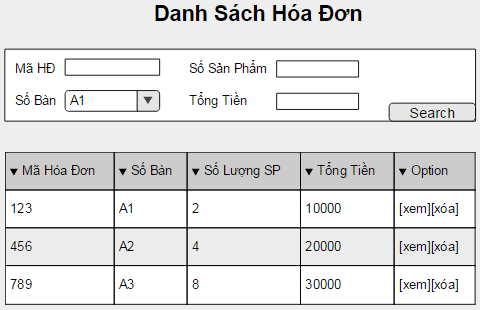 Danh Sách Hóa Đơn
Mã HĐ Số Sản Phẩm
Số Bàn A1 Tổng Tiền
Search
Mã Hóa Đơn Số Bàn Số Lượng SP Tổng Tiền Option
123 A1 2 10000 [xem][xóa]
456 A2 4 20000 [xem][xóa]
789 A3 8 30000 [xem][xóa]